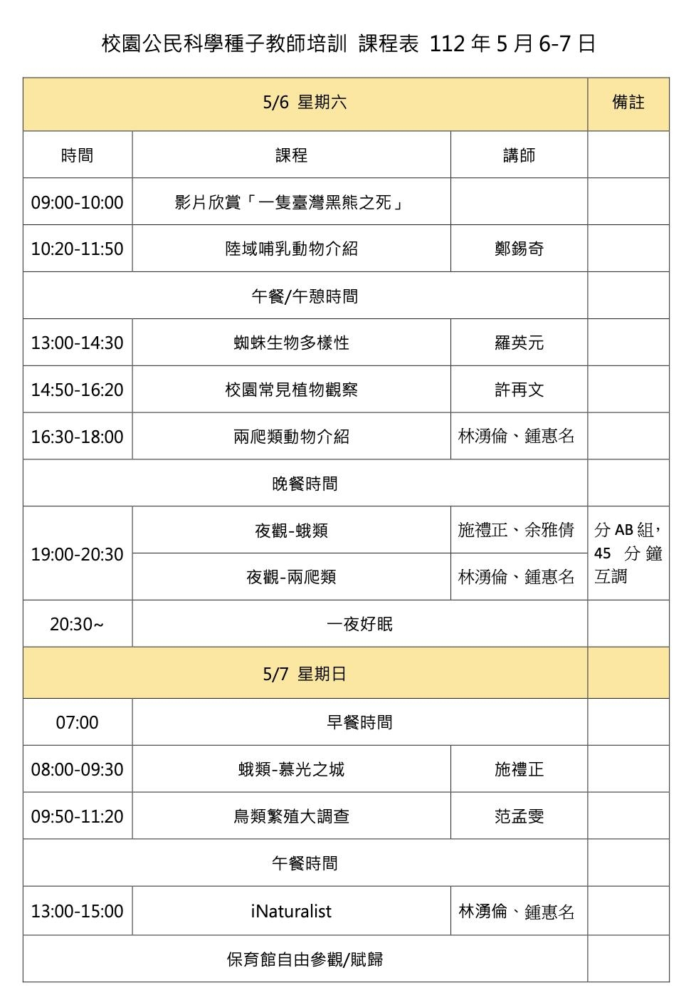 校園公民科學種子教師培訓 課程表 112 年 5 月 6-7 日
5/6 星期六 備註
時間 課程 講師
09:00-10:00 影片欣賞「一隻臺灣黑熊之死」
10:20-11:50 陸域哺乳動物介紹 鄭錫奇
午餐/午憩時間
13:00-14:30 蜘蛛生物多樣性 羅英元
14:50-16:20 校園常見植物觀察 許再文
16:30-18:00 兩爬類動物介紹 林湧倫、鍾惠名
晚餐時間
19:00-20:30
夜觀-蛾類 施禮正、余雅倩
夜觀-兩爬類 林湧倫、鍾惠名
分 AB 組，
45 分 鐘
互調
20:30~ 一夜好眠
5/7 星期日
07:00 早餐時間
08:00-09:30 蛾類-慕光之城 施禮正
09:50-11:20 鳥類繁殖大調查 范孟雯
午餐時間
13:00-15:00 iNaturalist 林湧倫、鍾惠名
保育館自由參觀/賦歸